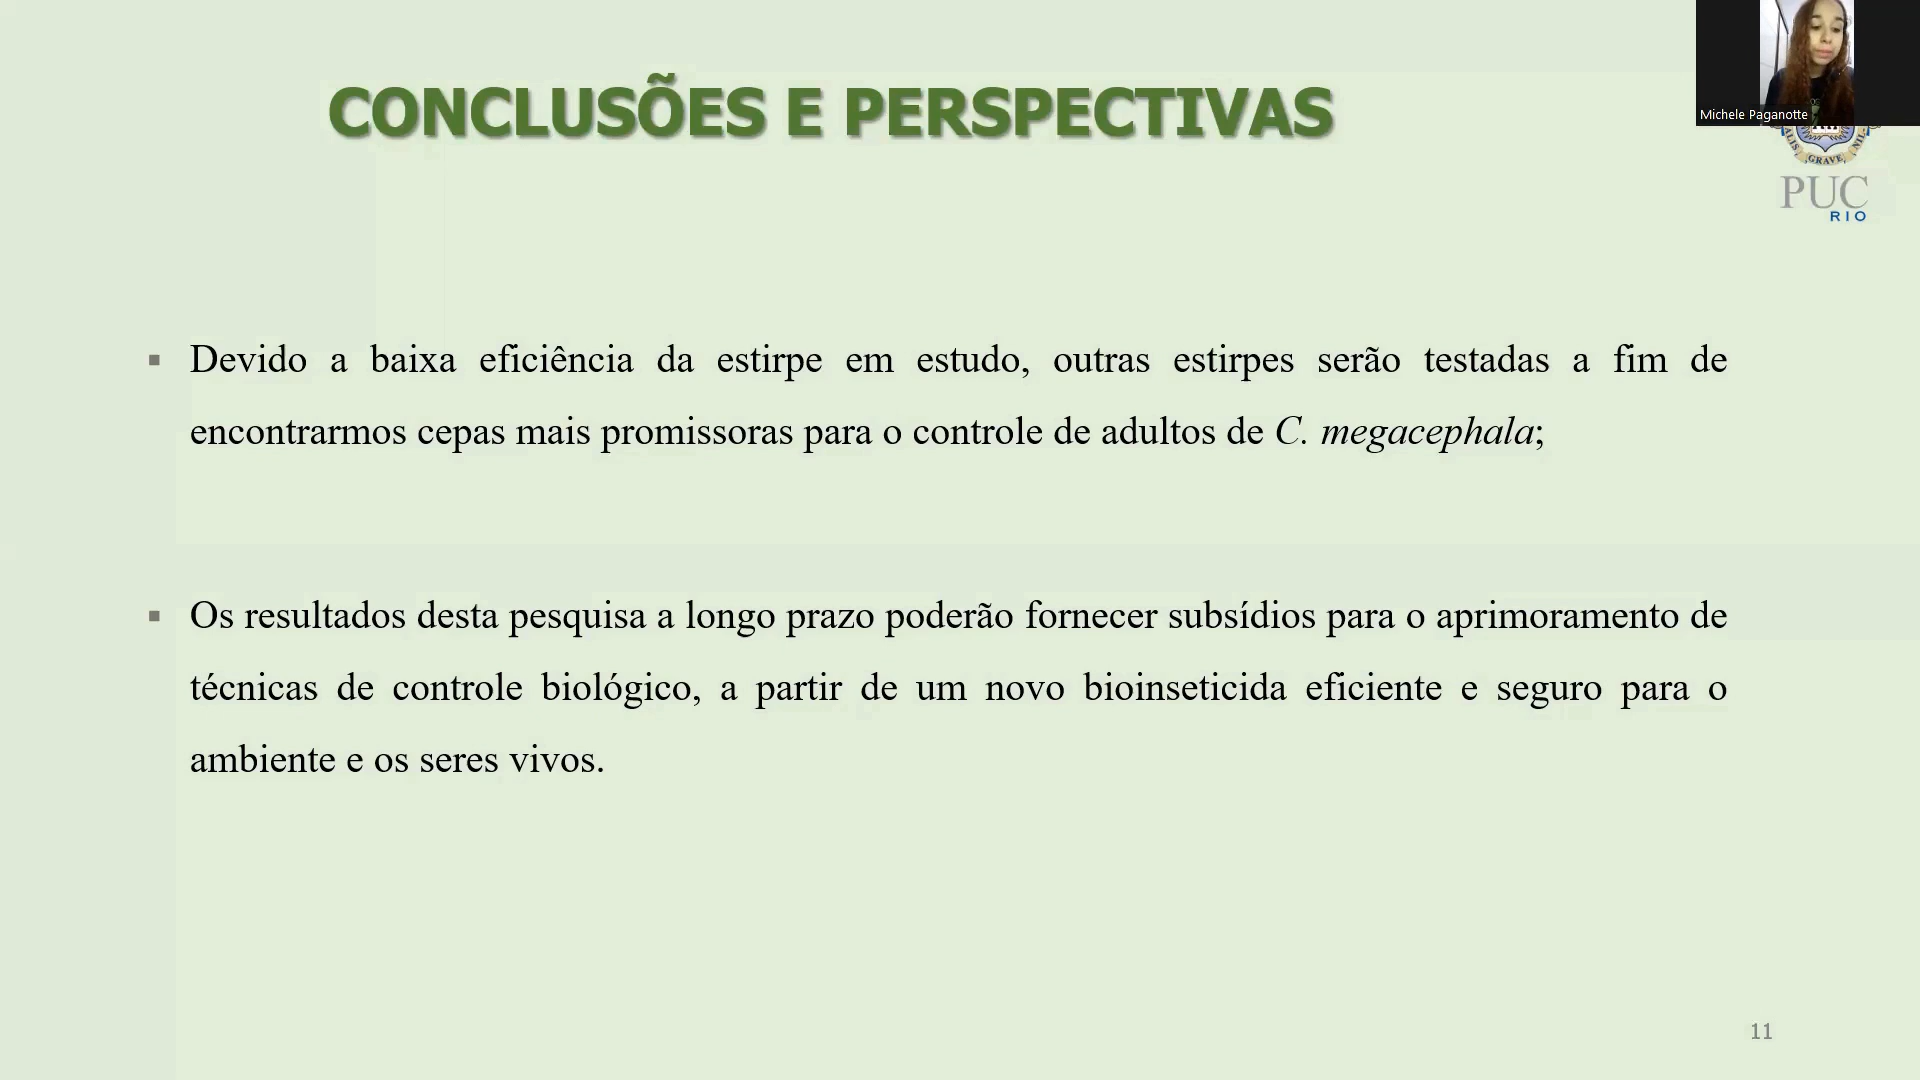 CONCLUSÕES E PERSPECTIVAS
Michele Paganotte
ALIS GRAVE NIL
PUC
RIO
▪ Devido a baixa eficiência da estirpe em estudo, outras estirpes serão testadas a fim de
encontrarmos cepas mais promissoras para o controle de adultos de C. megacephala;
▪ Os resultados desta pesquisa a longo prazo poderão fornecer subsídios para o aprimoramento de
técnicas de controle biológico, a partir de um novo bioinseticida eficiente e seguro para o
ambiente e os seres vivos.
11